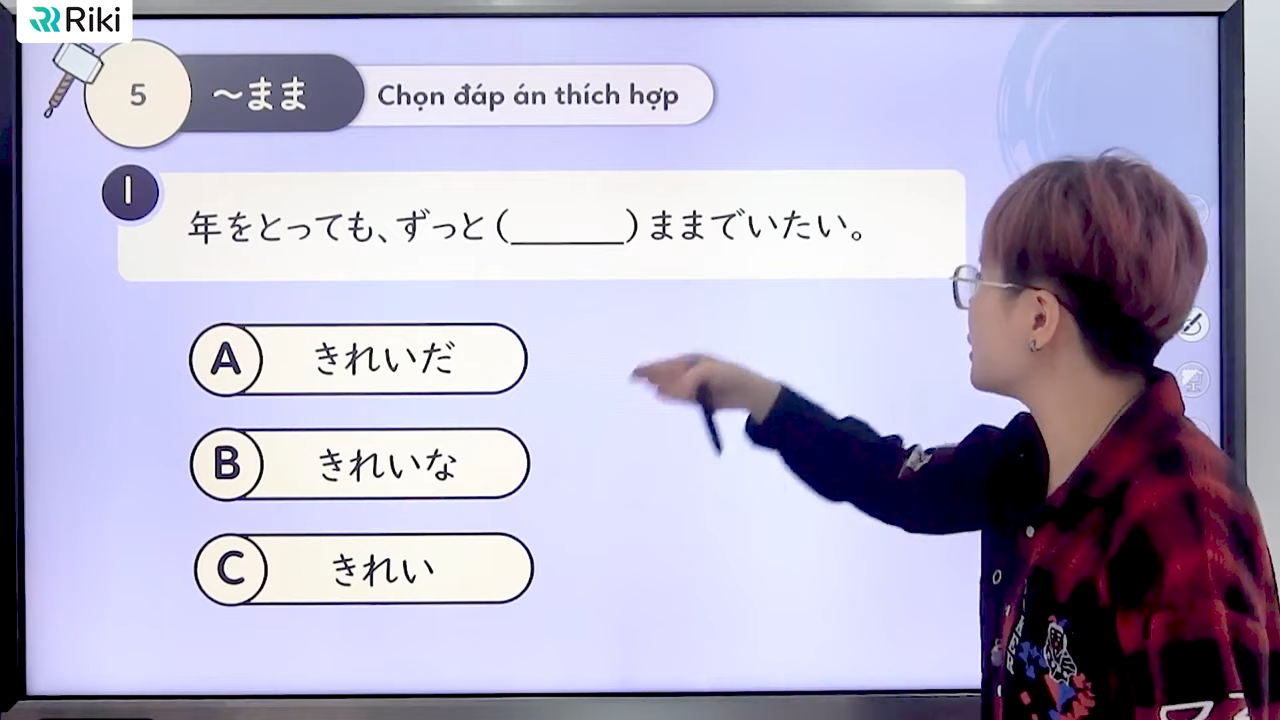 Riki
5
～まま
Chọn đáp án thích hợp
1
年をとっても、ずっと（______）ままでいたい。
A きれいだ
B きれいな
C きれい